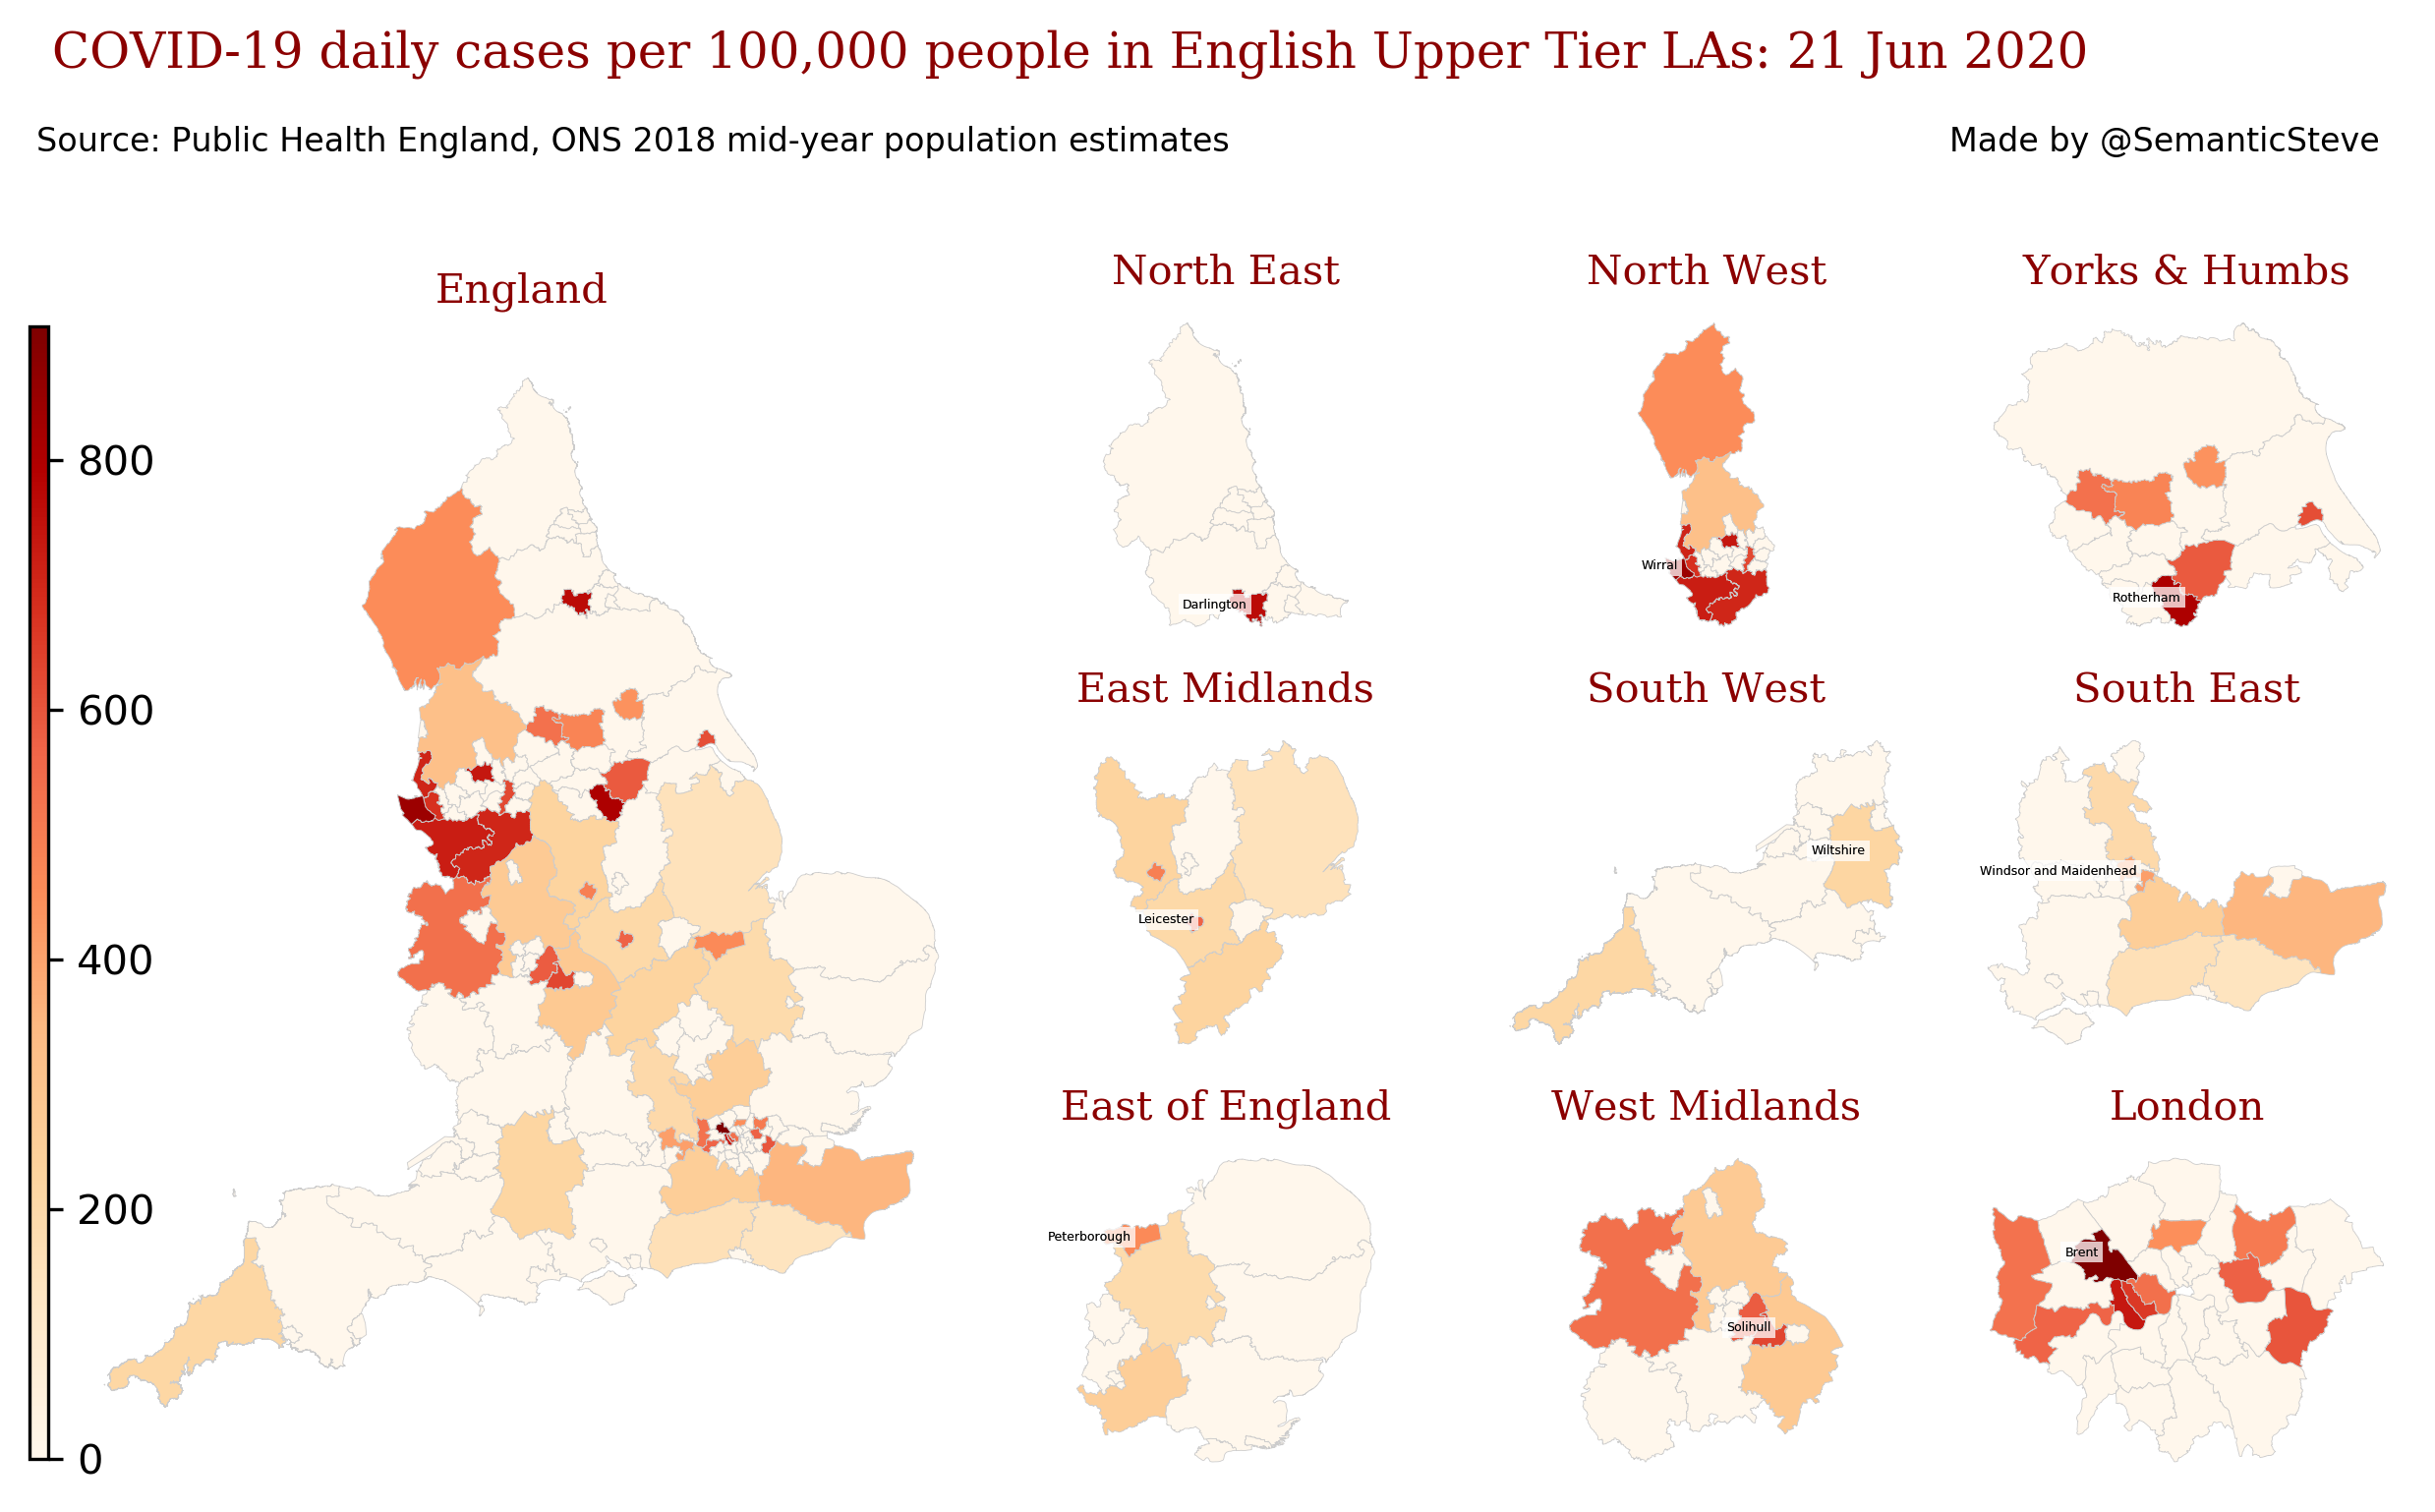 COVID-19 daily cases per 100,000 people in English Upper Tier LAs: 21 Jun 2020
Source: Public Health England, ONS 2018 mid-year population estimates
Made by @SemanticSteve
England
North East
North West
Yorks & Humbs
800
600
400
200
0
Darlington
Wirral
Rotherham
East Midlands
South West
South East
Leicester
Wiltshire
Windsor and Maidenhead
East of England
West Midlands
London
Peterborough
Solihull
Brent